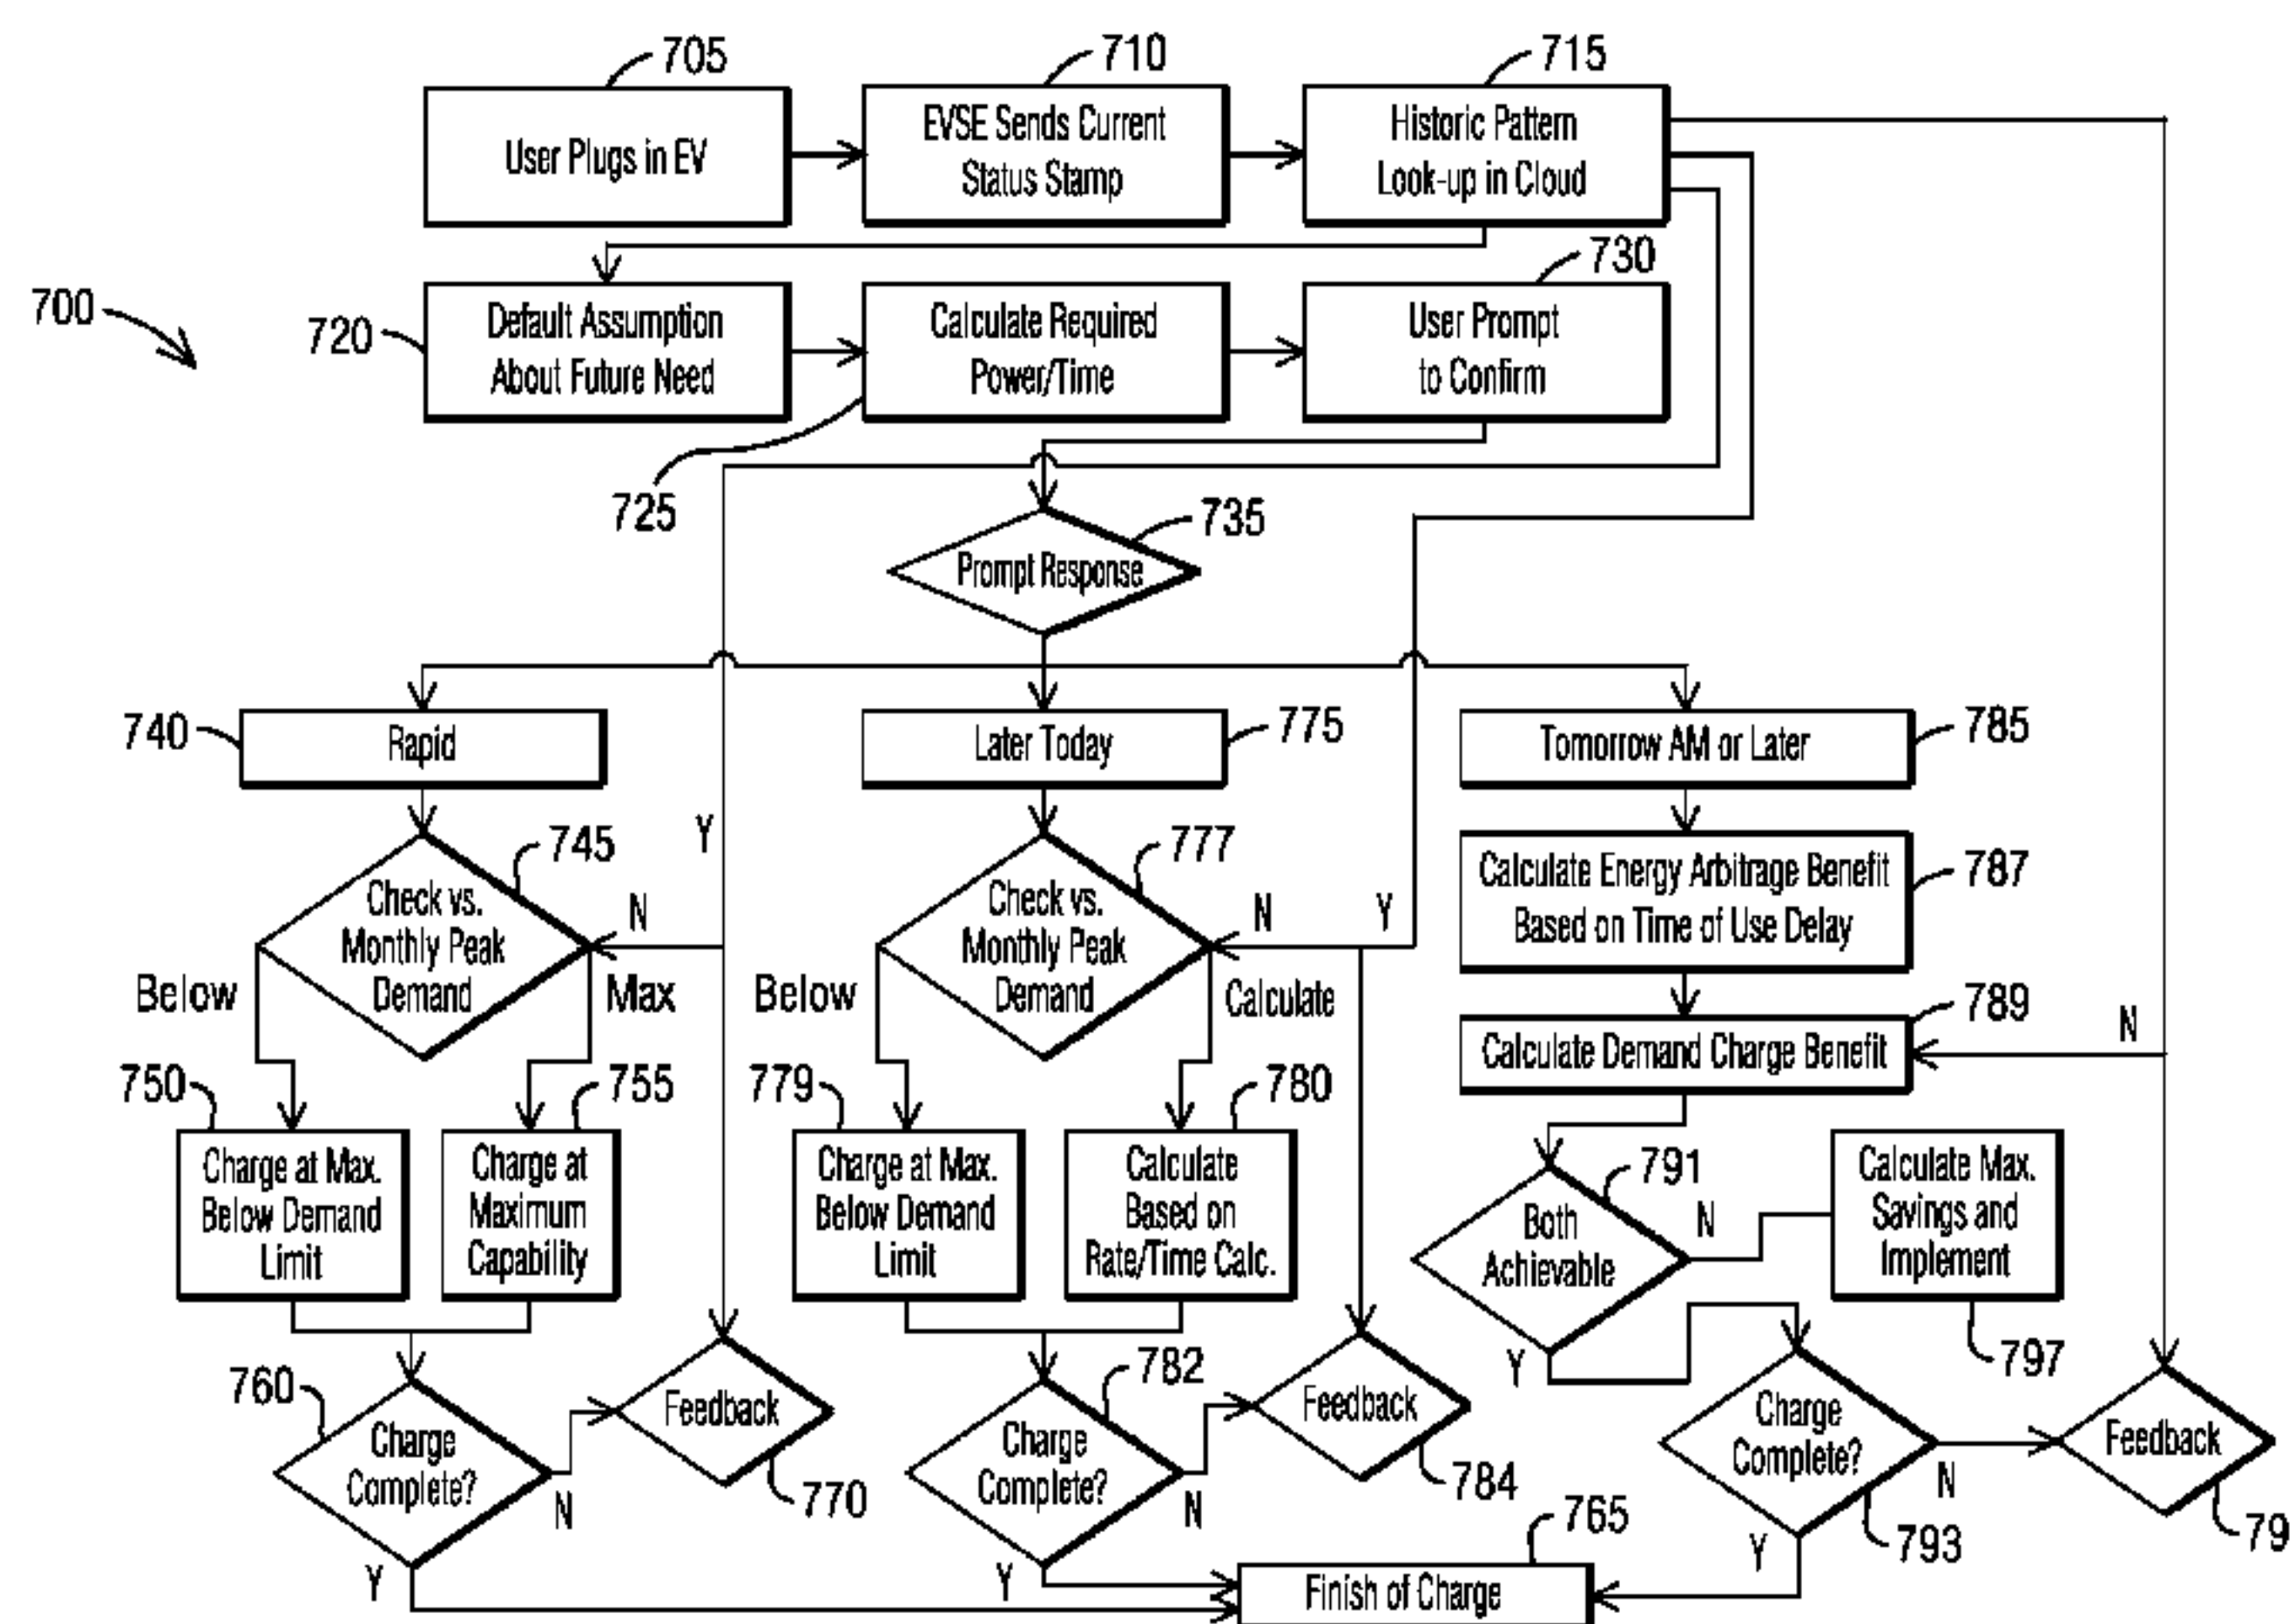 705
710
715
User Plugs in EV
EVSE Sends Current
Status Stamp
Historic Pattern
Look-up in Cloud
730
700
720
Default Assumption
About Future Need
Calculate Required
Power/Time
User Prompt
to Confirm
725
735
Prompt Response
740
Rapid
Later Today
775
Tomorrow AM or Later
785
745
Y
777
Check vs.
Monthly Peak
Demand
N
Check vs.
Monthly Peak
Demand
N
Y
Calculate Energy Arbitrage Benefit
Based on Time of Use Delay
787
Below
Max
Below
Calculate
789
Calculate Demand Charge Benefit
N
750
755
779
780
Charge at Max.
Below Demand
Limit
Charge at
Maximum
Capability
Charge at Max.
Below Demand
Limit
Calculate
Based on
Rate/Time Calc.
791
Both
Achievable
N
Calculate Max.
Savings and
Implement
797
Y
760
Charge
Complete?
N
Feedback
770
782
Charge
Complete?
N
Feedback
784
Charge
Complete?
N
793
Feedback
79
Y
Y
Y
765
Finish of Charge